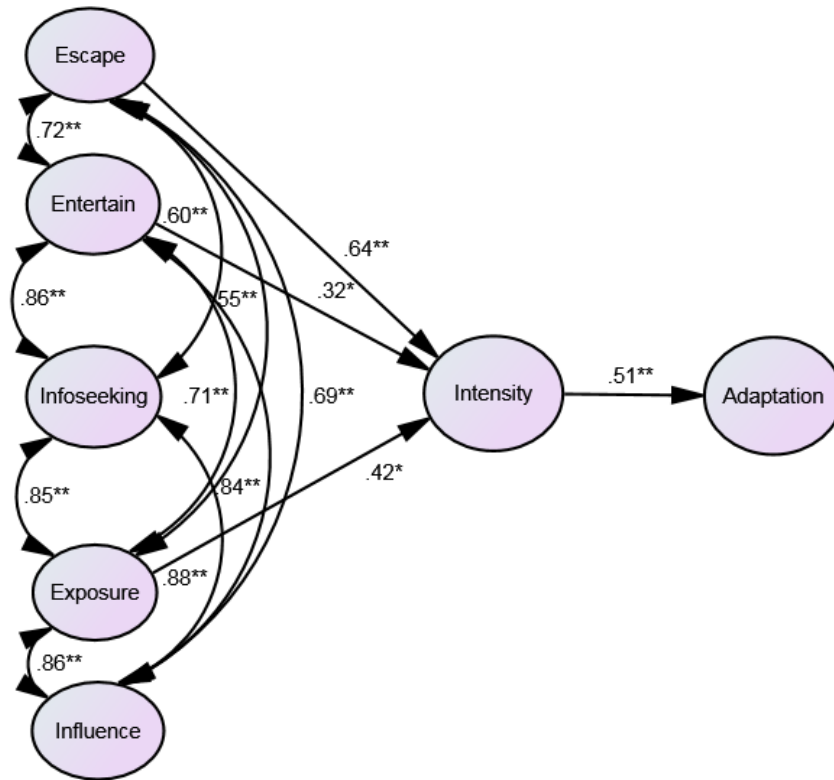 Escape
.72**
Entertain
.60**
.64**
.32*
.86**
.55**
Infoseeking
.71**
.69**
Intensity
.51**
Adaptation
.85**
.84**
.42*
Exposure
.88**
.86**
Influence